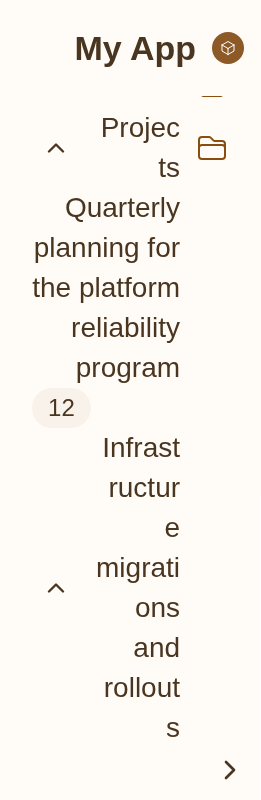 My App
Projec
ts
Quarterly
planning for
the platform
reliability
program
12
Infrast
ructur
e
migrati
ons
and
rollout
s